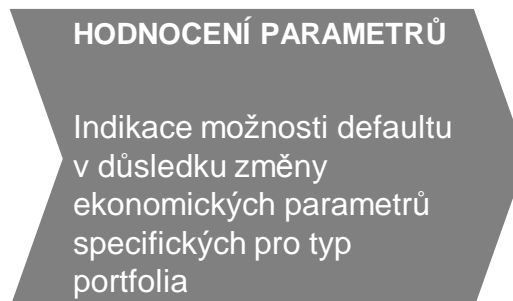 HODNOCENÍ PARAMETRŮ
Indikace možnosti defaultu
v důsledku změny
ekonomických parametrů
specifických pro typ
portfolia